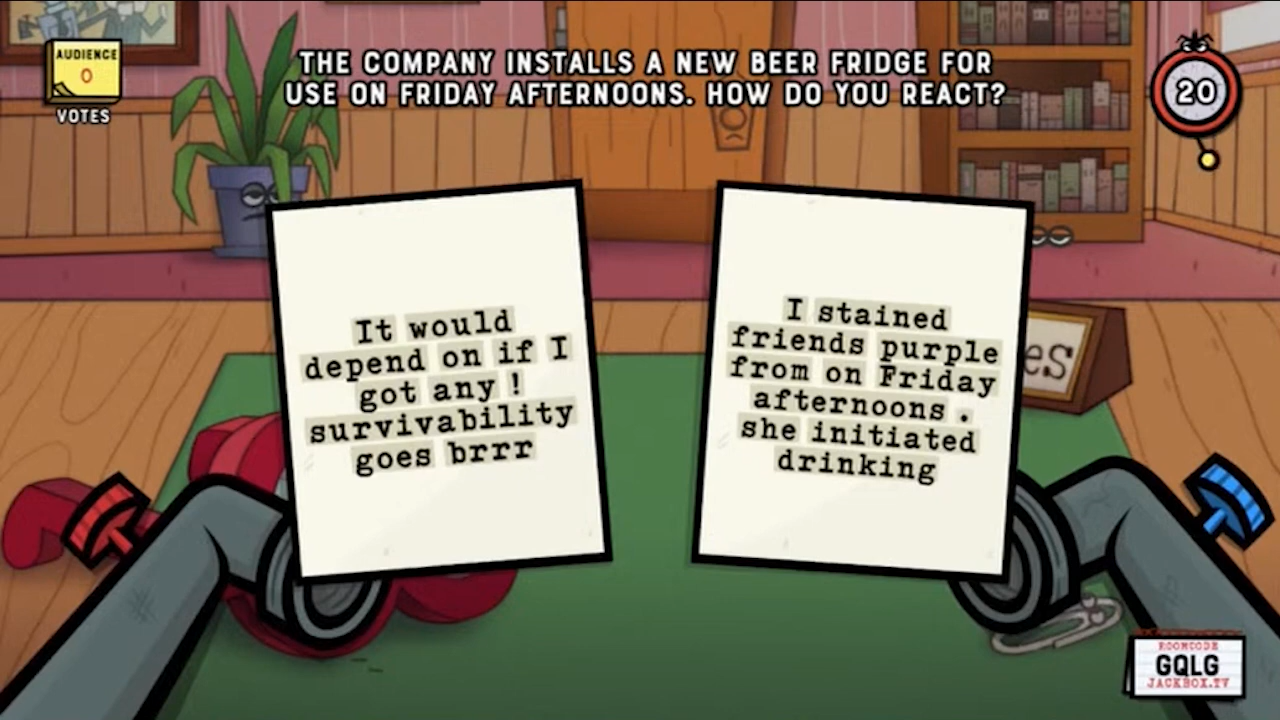 AUDIENCE
0
VOTES
THE COMPANY INSTALLS A NEW BEER FRIDGE FOR
USE ON FRIDAY AFTERNOONS. HOW DO YOU REACT?
20
It would
depend on if I
got any !
survivability
goes brrr
I stained
friends purple
from on Friday
afternoons .
she initiated
drinking
ROOMCODE
GQLG
JACKBOX.TV